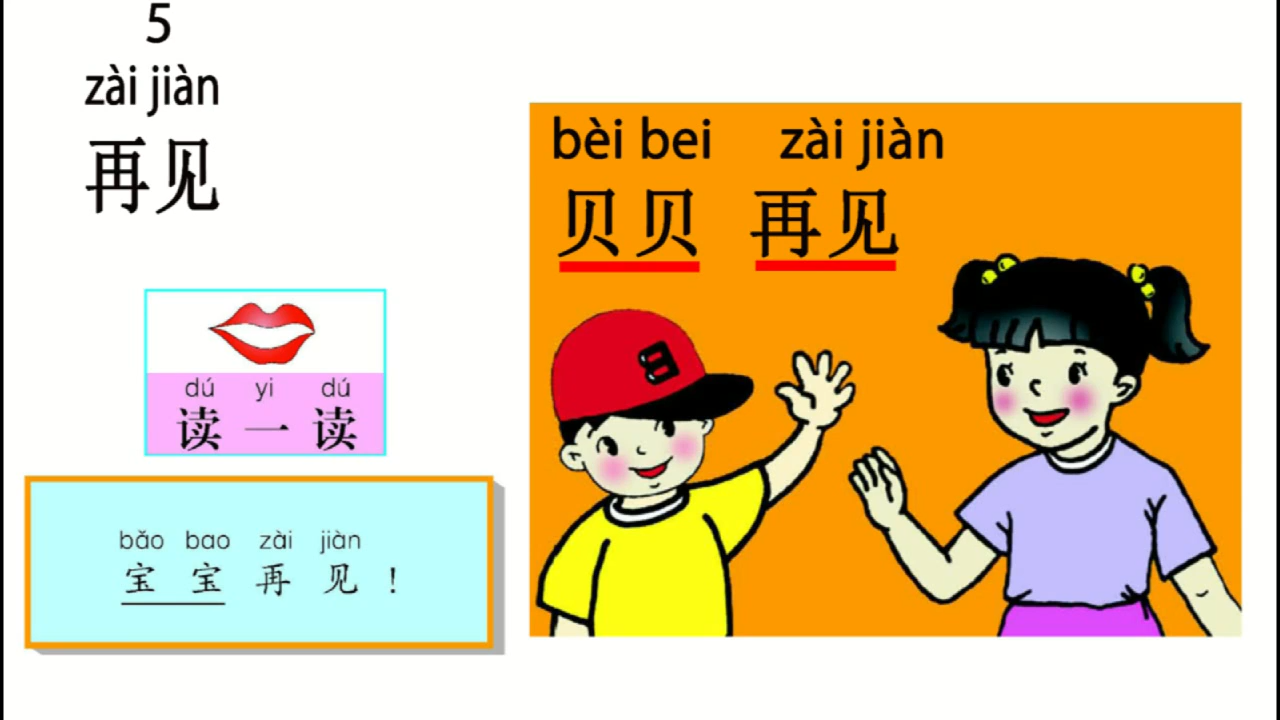 5
zài jiàn
再见
dú yi dú
读一读
bǎo bao zài jiàn
宝宝再见！
bèi bei zài jiàn
贝贝 再见
B